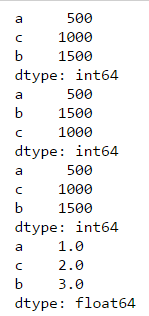 a     500
c    1000
b    1500
dtype: int64
a     500
b    1500
c    1000
dtype: int64
a     500
c    1000
b    1500
dtype: int64
a    1.0
c    2.0
b    3.0
dtype: float64